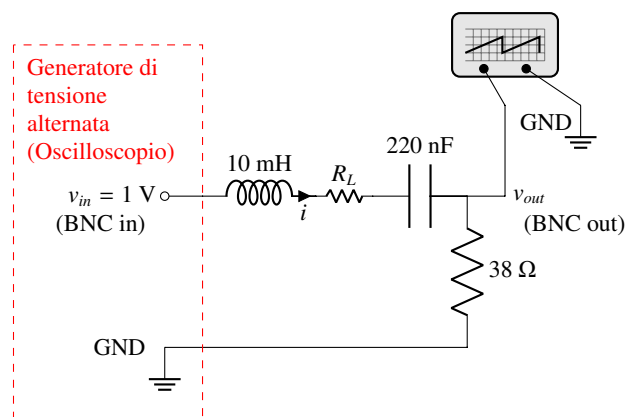 Generatore di
tensione
alternata
(Oscilloscopio)
GND
220 nF
10 mH
R_L
v_in = 1 V
i
v_out
(BNC in)
(BNC out)
38 Ω
GND